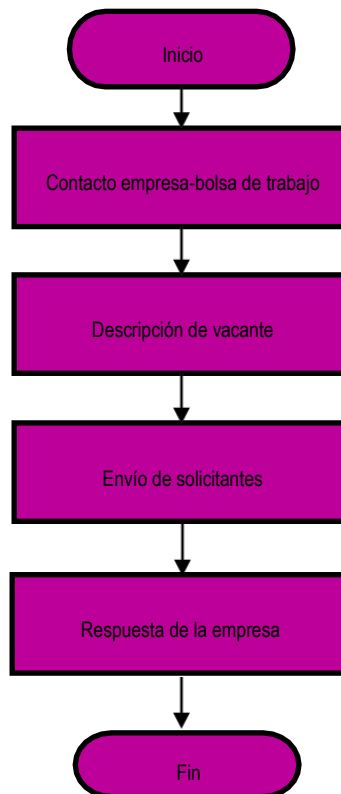 Inicio
Contacto empresa-bolsa de trabajo
Descripción de vacante
Envío de solicitantes
Respuesta de la empresa
Fin